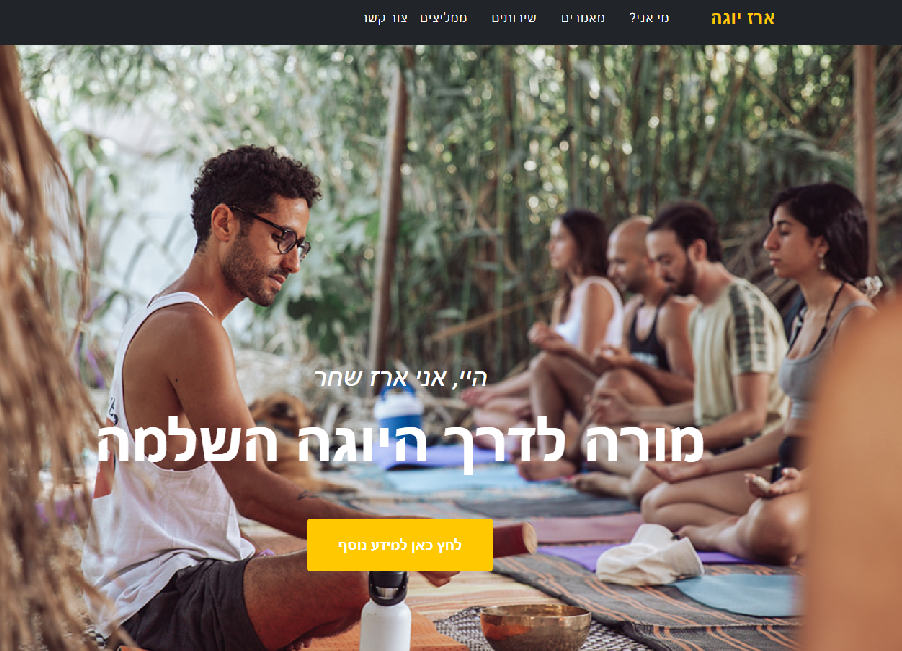 ארז יוגה
מי אני? מאמרים שירותים ממליצים צור קשר
היי, אני ארז שחר
מורה לדרך היוגה השלמה
לחץ כאן למידע נוסף